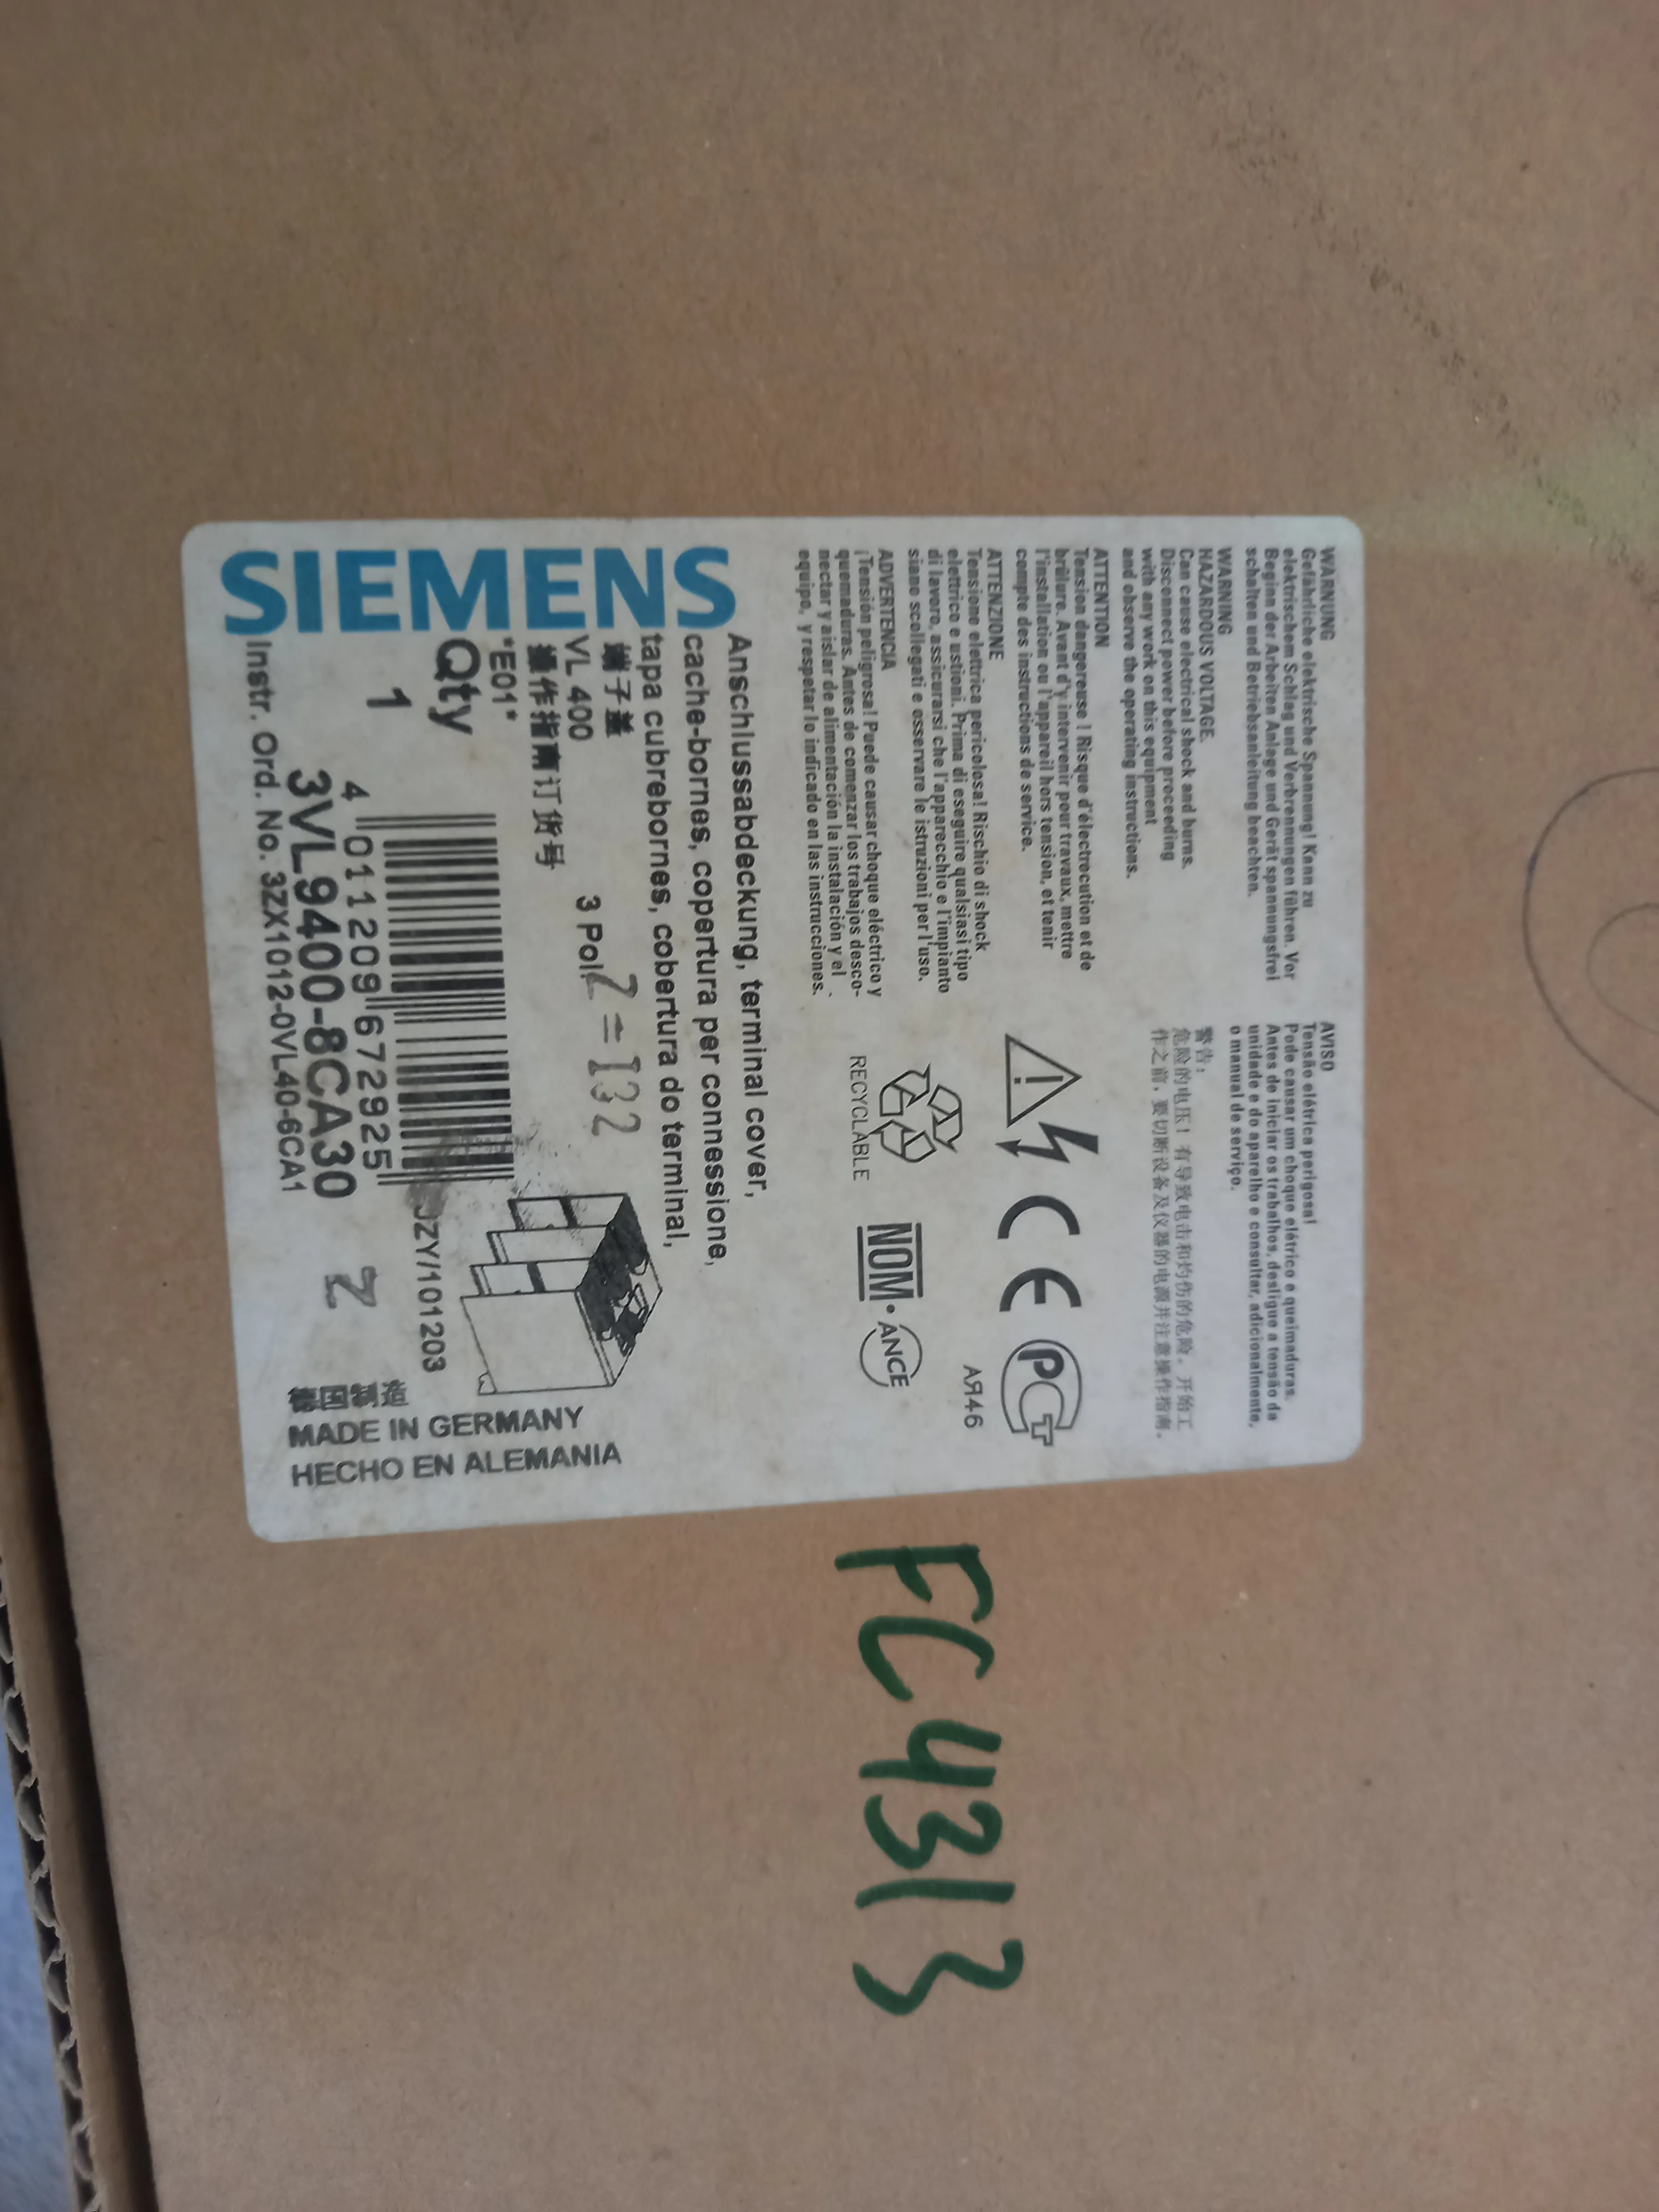 WARNUNG
Gefährliche elektrische Spannung! Kann zu
elektrischem Schlag und Verbrennungen führen. Vor
Beginn der Arbeiten Anlage und Gerät spannungsfrei
schalten und Betriebsanleitung beachten.
WARNING
HAZARDOUS VOLTAGE.
Can cause electrical shock and burns.
Disconnect power before proceeding
with any work on this equipment
and observe the operating instructions.
ATTENTION
Tension dangereuse ! Risque d'électrocution et de
brûlure. Avant d'y intervenir pour travaux, mettre
l'installation ou l'appareil hors tension, et tenir
compte des instructions de service.
ATTENZIONE
Tensione elettrica pericolosa! Rischio di shock
elettrico e ustioni. Prima di eseguire qualsiasi tipo
di lavoro, assicurarsi che l'apparecchio e l'impianto
siano scollegati e osservare le istruzioni per l'uso.
ADVERTENCIA
¡Tensión peligrosa! Puede causar choque eléctrico y
quemaduras. Antes de comenzar los trabajos desco-
nectar y aislar de alimentación la instalación y el
equipo, y respetar lo indicado en las instrucciones.
AVISO
Tensão elétrica perigosa!
Pode causar um choque elétrico e queimaduras.
Antes de iniciar os trabalhos, desligue a tensão da
unidade e do aparelho e consultar, adicionalmente,
o manual de serviço.
警告:
危险的电压! 有导致电击和灼伤的危险。开始工
作之前,要切断设备及仪器的电源并注意操作指南。
CE
РСТ
АЯ46
RECYCLABLE
NOM·ANCE
SIEMENS
Anschlussabdeckung, terminal cover,
cache-bornes, copertura per connessione,
tapa cubrebornes, cobertura do terminal,
端子盖
VL 400 3 Pol.
Z=132
操作指南订货号
*E01*
Qty
1
4 011209 672925
JZY/101203
3VL9400-8CA30
Z
Instr. Ord. No. 3ZX1012-0VL40-6CA1
德国制造
MADE IN GERMANY
HECHO EN ALEMANIA
FC4313